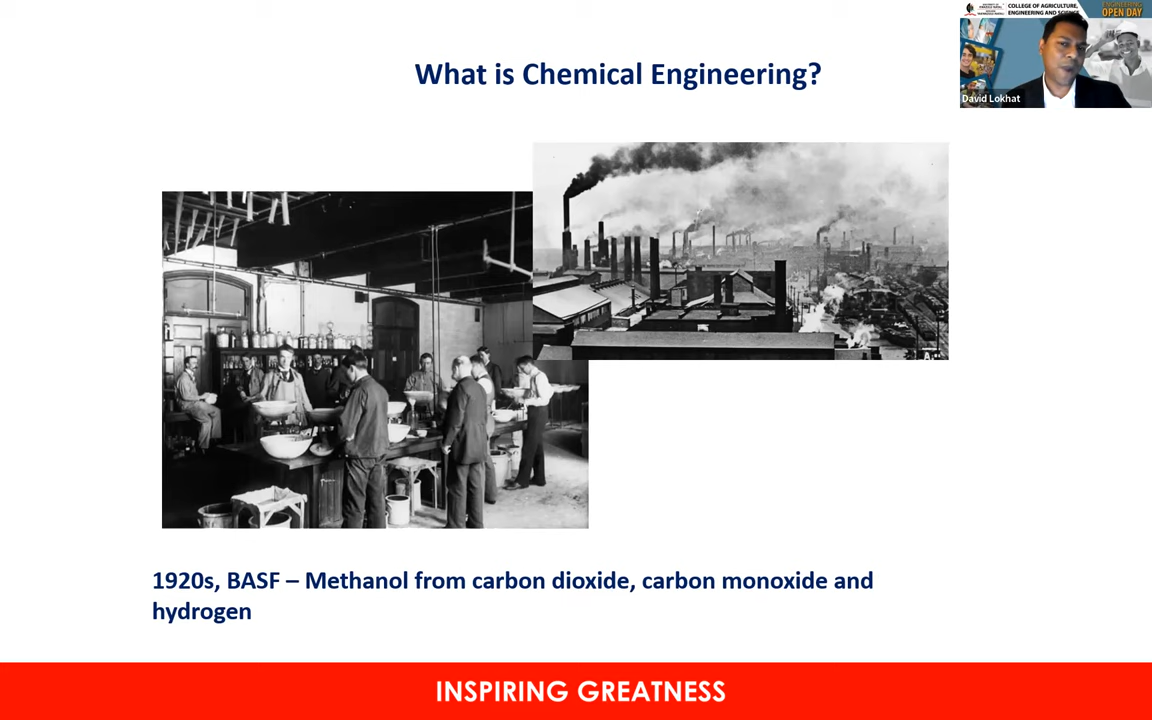 COLLEGE OF AGRICULTURE,
ENGINEERING AND SCIENCE
ENGINEERING
OPEN DAY
What is Chemical Engineering?
David Lokhat
1920s, BASF – Methanol from carbon dioxide, carbon monoxide and
hydrogen
INSPIRING GREATNESS